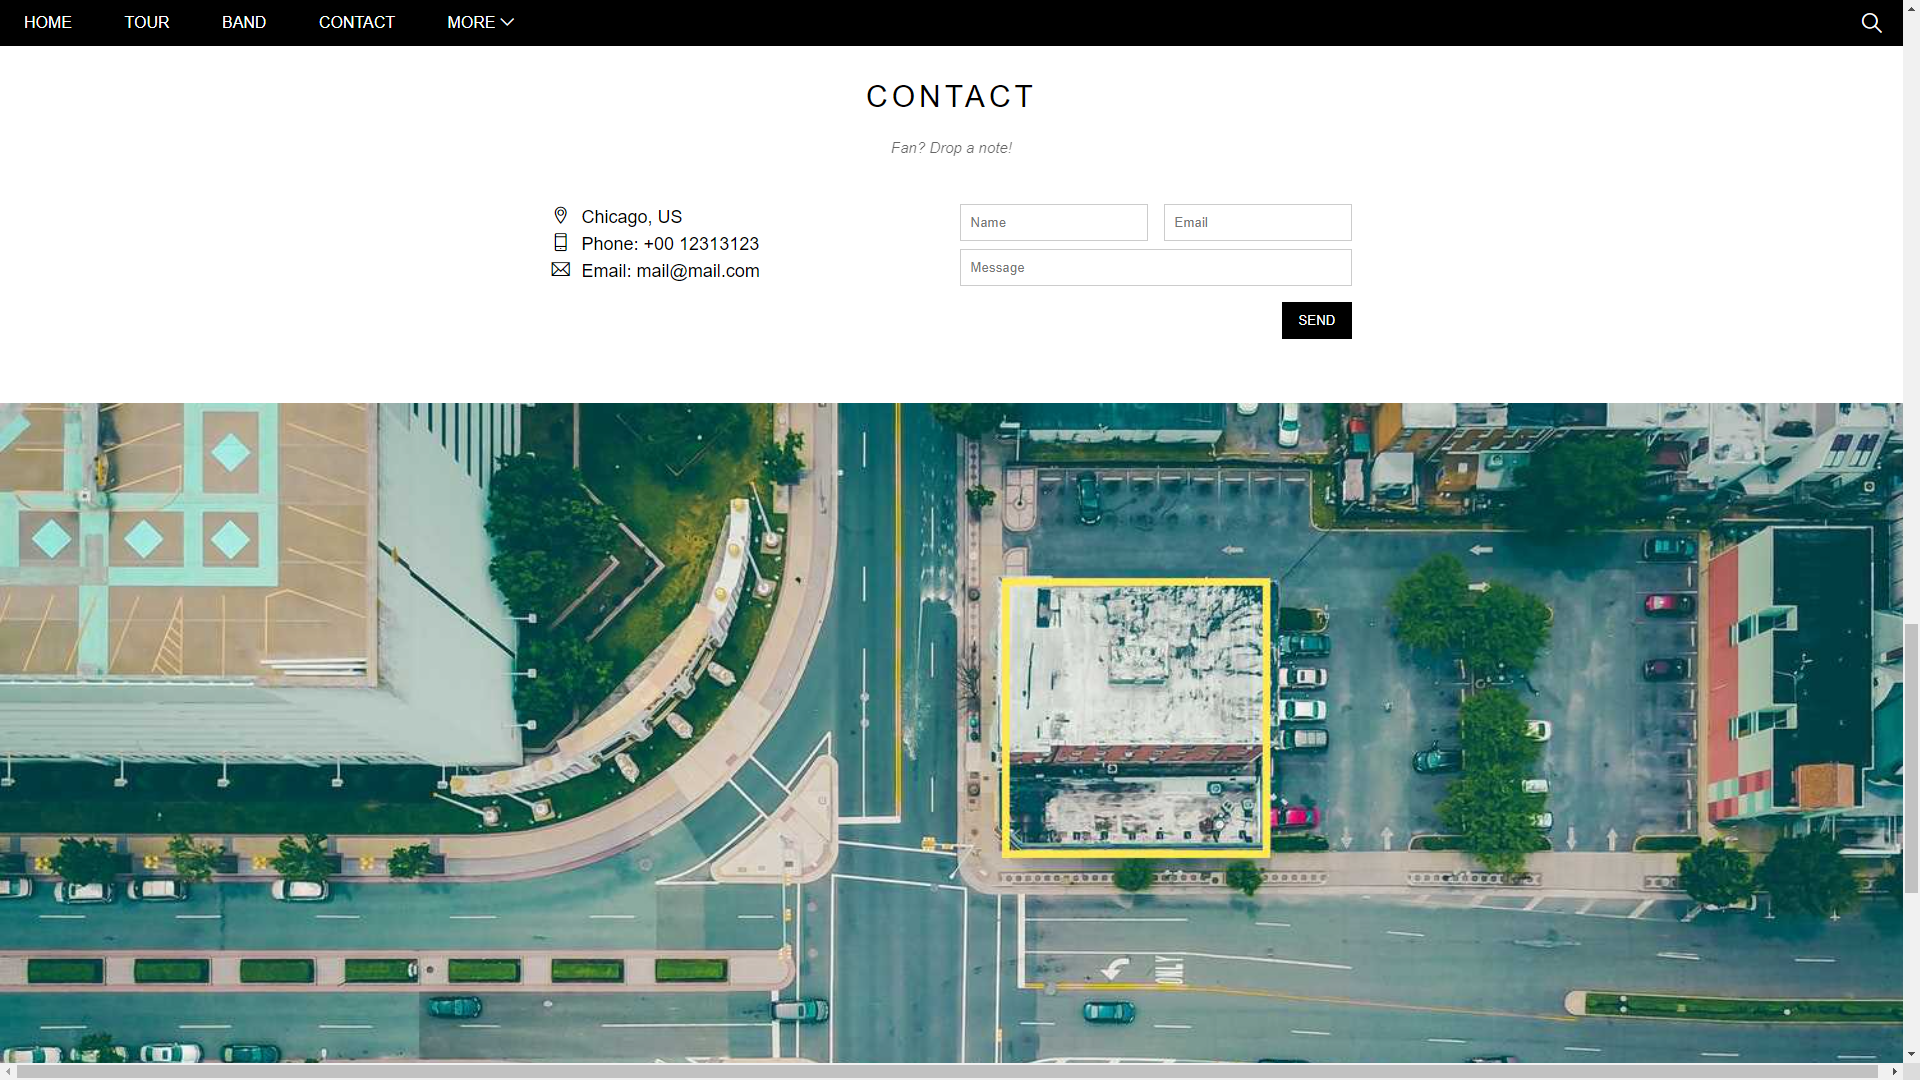 HOME TOUR BAND CONTACT MORE
CONTACT
Fan? Drop a note!
Chicago, US
Phone: +00 12313123
Email: mail@mail.com
Name Email
Message
SEND
ONLY